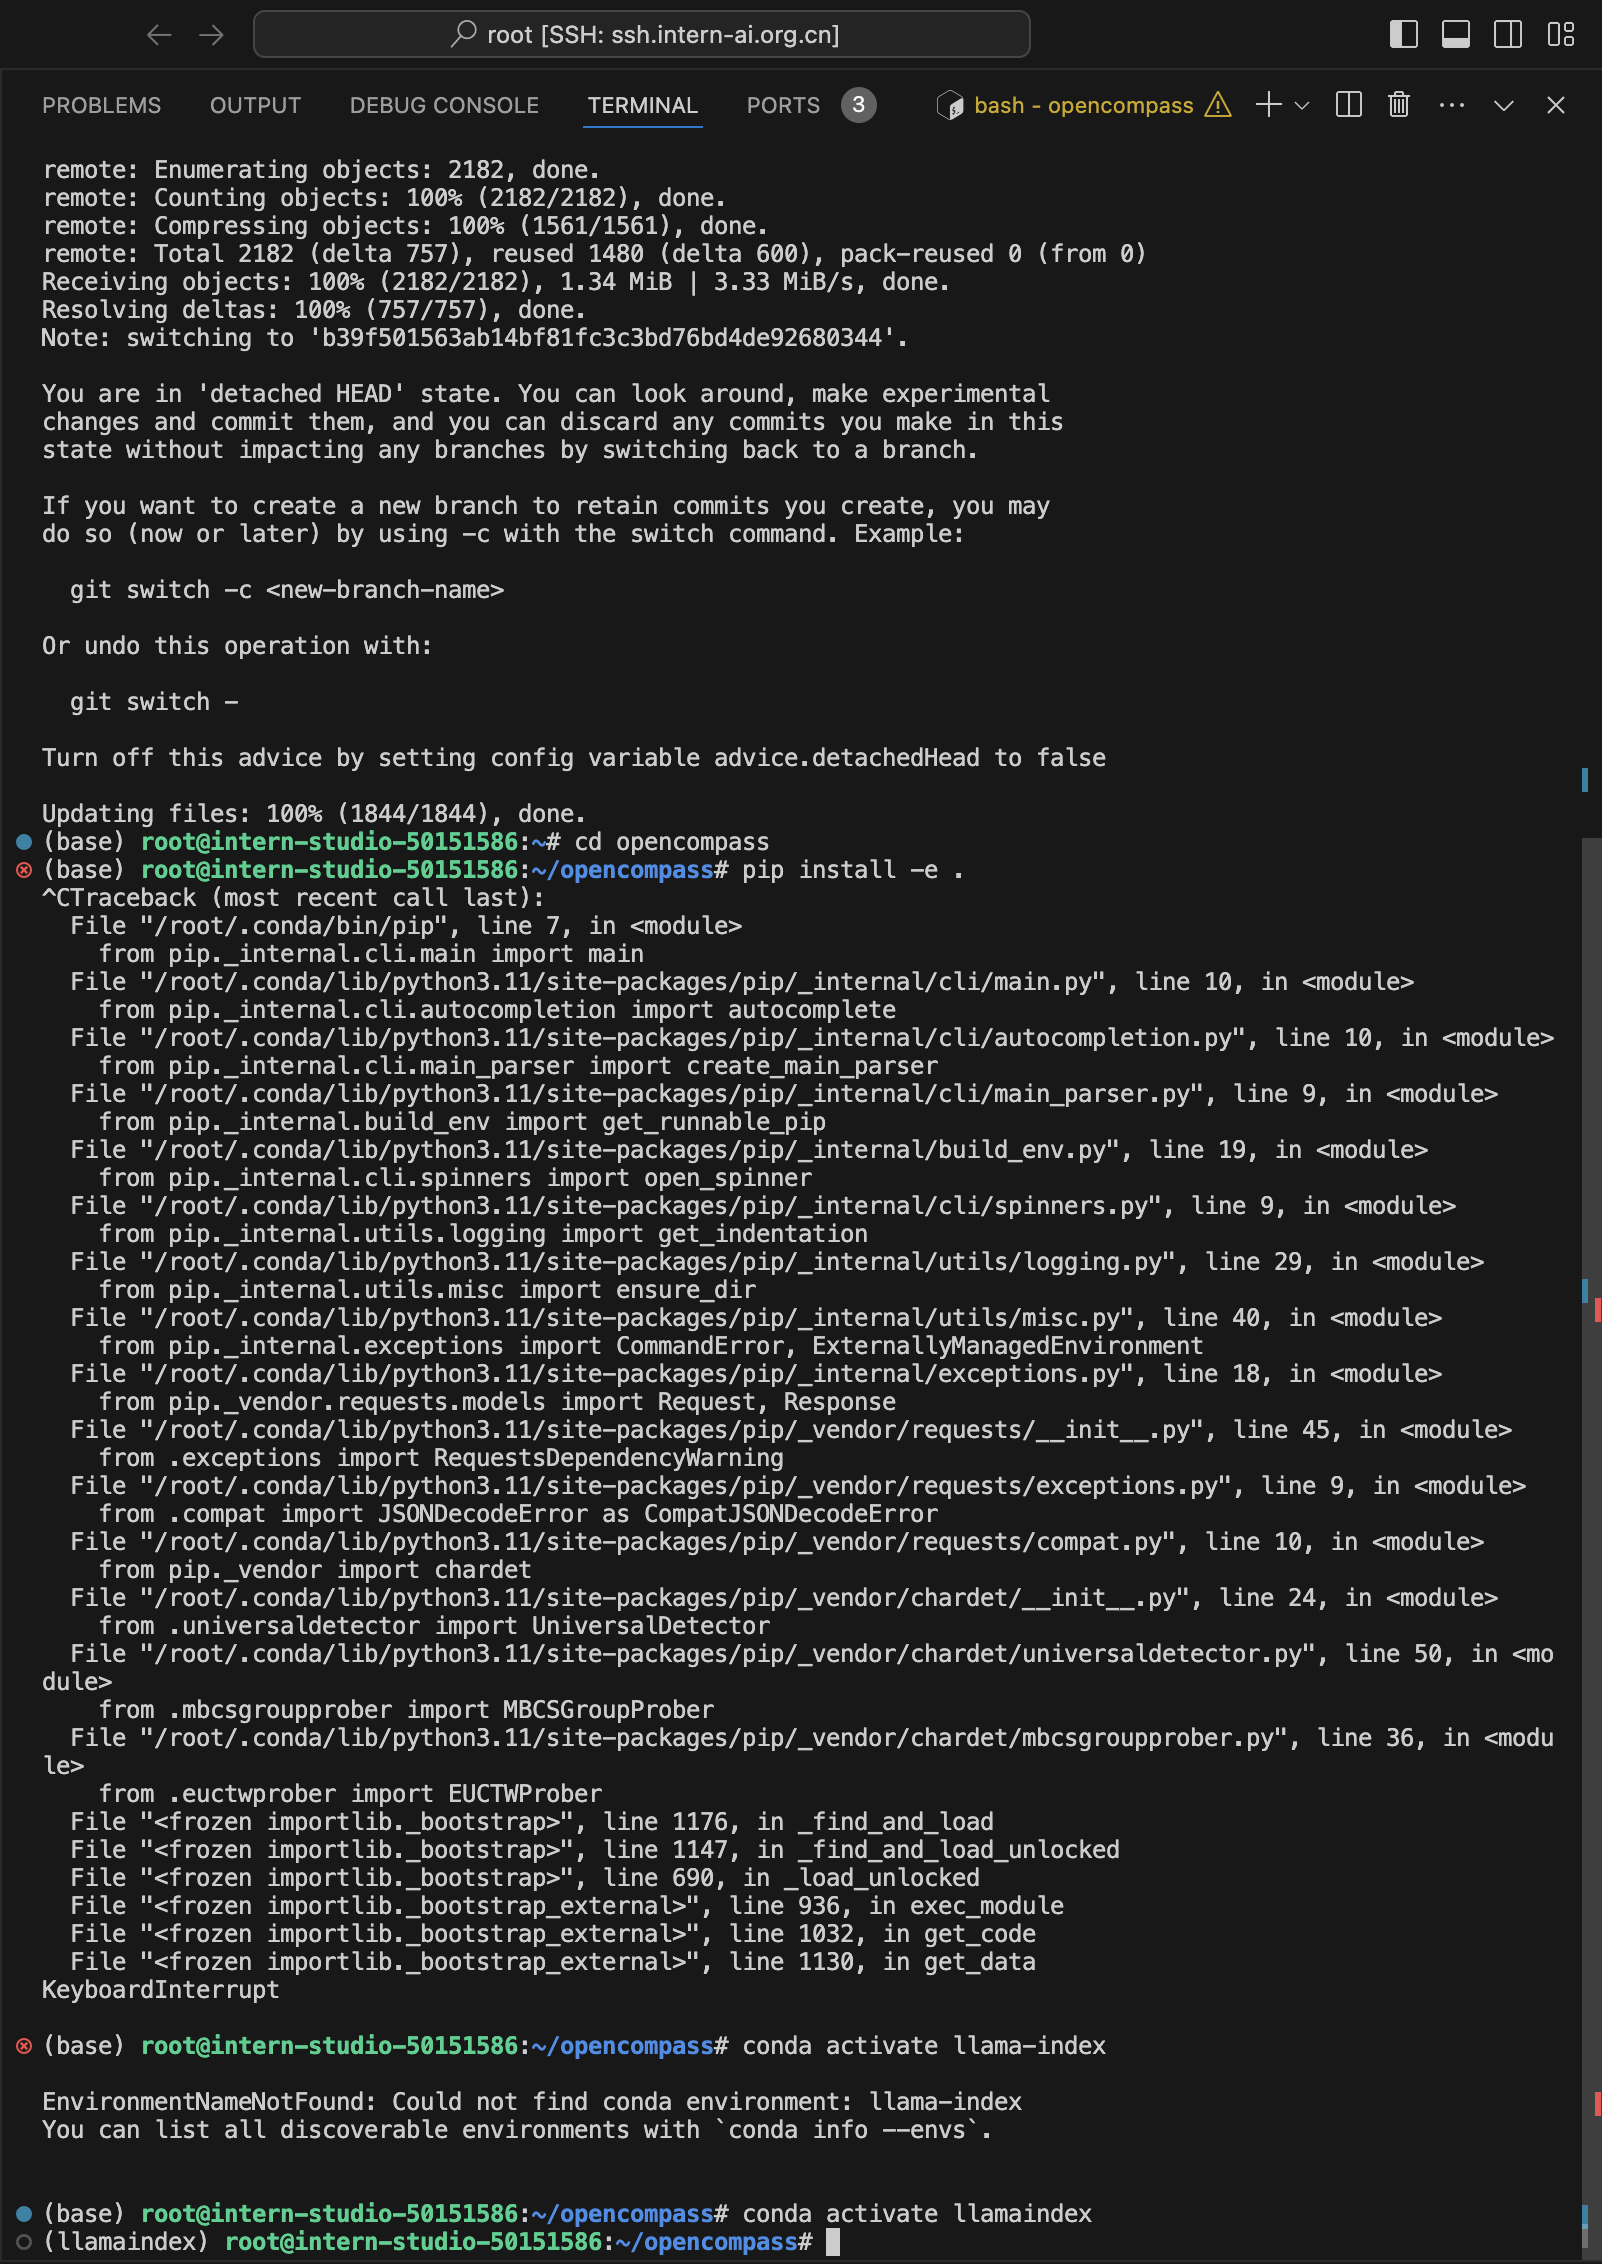 root [SSH: ssh.intern-ai.org.cn]
PROBLEMS OUTPUT DEBUG CONSOLE TERMINAL PORTS 3 bash - opencompass
remote: Enumerating objects: 2182, done.
remote: Counting objects: 100% (2182/2182), done.
remote: Compressing objects: 100% (1561/1561), done.
remote: Total 2182 (delta 757), reused 1480 (delta 600), pack-reused 0 (from 0)
Receiving objects: 100% (2182/2182), 1.34 MiB | 3.33 MiB/s, done.
Resolving deltas: 100% (757/757), done.
Note: switching to 'b39f501563ab14bf81fc3c3bd76bd4de92680344'.
You are in 'detached HEAD' state. You can look around, make experimental
changes and commit them, and you can discard any commits you make in this
state without impacting any branches by switching back to a branch.
If you want to create a new branch to retain commits you create, you may
do so (now or later) by using -c with the switch command. Example:
git switch -c <new-branch-name>
Or undo this operation with:
git switch -
Turn off this advice by setting config variable advice.detachedHead to false
Updating files: 100% (1844/1844), done.
(base) root@intern-studio-50151586:~# cd opencompass
(base) root@intern-studio-50151586:~/opencompass# pip install -e .
^CTraceback (most recent call last):
File "/root/.conda/bin/pip", line 7, in <module>
from pip._internal.cli.main import main
File "/root/.conda/lib/python3.11/site-packages/pip/_internal/cli/main.py", line 10, in <module>
from pip._internal.cli.autocompletion import autocomplete
File "/root/.conda/lib/python3.11/site-packages/pip/_internal/cli/autocompletion.py", line 10, in <module>
from pip._internal.cli.main_parser import create_main_parser
File "/root/.conda/lib/python3.11/site-packages/pip/_internal/cli/main_parser.py", line 9, in <module>
from pip._internal.build_env import get_runnable_pip
File "/root/.conda/lib/python3.11/site-packages/pip/_internal/build_env.py", line 19, in <module>
from pip._internal.cli.spinners import open_spinner
File "/root/.conda/lib/python3.11/site-packages/pip/_internal/cli/spinners.py", line 9, in <module>
from pip._internal.utils.logging import get_indentation
File "/root/.conda/lib/python3.11/site-packages/pip/_internal/utils/logging.py", line 29, in <module>
from pip._internal.utils.misc import ensure_dir
File "/root/.conda/lib/python3.11/site-packages/pip/_internal/utils/misc.py", line 40, in <module>
from pip._internal.exceptions import CommandError, ExternallyManagedEnvironment
File "/root/.conda/lib/python3.11/site-packages/pip/_internal/exceptions.py", line 18, in <module>
from pip._vendor.requests.models import Request, Response
File "/root/.conda/lib/python3.11/site-packages/pip/_vendor/requests/__init__.py", line 45, in <module>
from .exceptions import RequestsDependencyWarning
File "/root/.conda/lib/python3.11/site-packages/pip/_vendor/requests/exceptions.py", line 9, in <module>
from .compat import JSONDecodeError as CompatJSONDecodeError
File "/root/.conda/lib/python3.11/site-packages/pip/_vendor/requests/compat.py", line 10, in <module>
from pip._vendor import chardet
File "/root/.conda/lib/python3.11/site-packages/pip/_vendor/chardet/__init__.py", line 24, in <module>
from .universaldetector import UniversalDetector
File "/root/.conda/lib/python3.11/site-packages/pip/_vendor/chardet/universaldetector.py", line 50, in <mo
dule>
from .mbcsgroupprober import MBCSGroupProber
File "/root/.conda/lib/python3.11/site-packages/pip/_vendor/chardet/mbcsgroupprober.py", line 36, in <modu
le>
from .euctwprober import EUCTWProber
File "<frozen importlib._bootstrap>", line 1176, in _find_and_load
File "<frozen importlib._bootstrap>", line 1147, in _find_and_load_unlocked
File "<frozen importlib._bootstrap>", line 690, in _load_unlocked
File "<frozen importlib._bootstrap_external>", line 936, in exec_module
File "<frozen importlib._bootstrap_external>", line 1032, in get_code
File "<frozen importlib._bootstrap_external>", line 1130, in get_data
KeyboardInterrupt
(base) root@intern-studio-50151586:~/opencompass# conda activate llama-index
EnvironmentNameNotFound: Could not find conda environment: llama-index
You can list all discoverable environments with `conda info --envs`.
(base) root@intern-studio-50151586:~/opencompass# conda activate llamaindex
(llamaindex) root@intern-studio-50151586:~/opencompass#